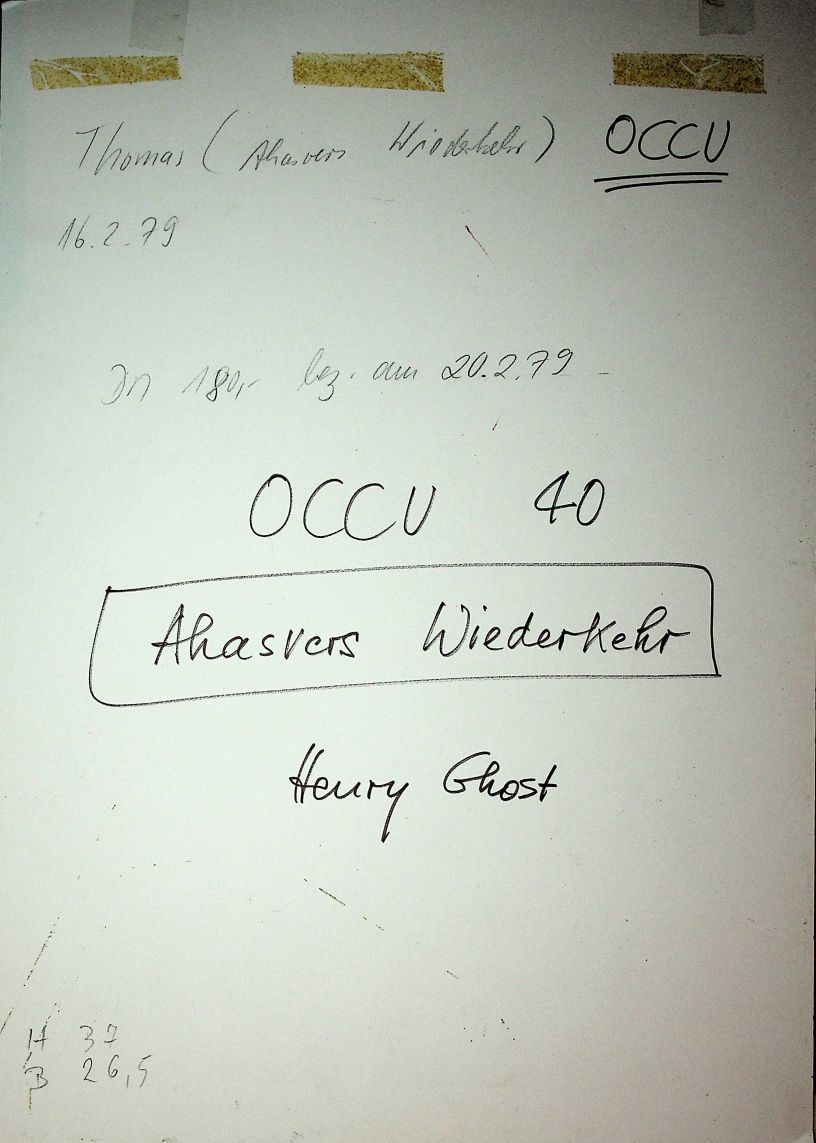 Thomas (Ahasvers Wiederkehr) OCCU
16.2.79
Dn 180,- bez. am 20.2.79 -
OCCU 40
Ahasvers Wiederkehr
Henry Ghost
H 37
B 26,5